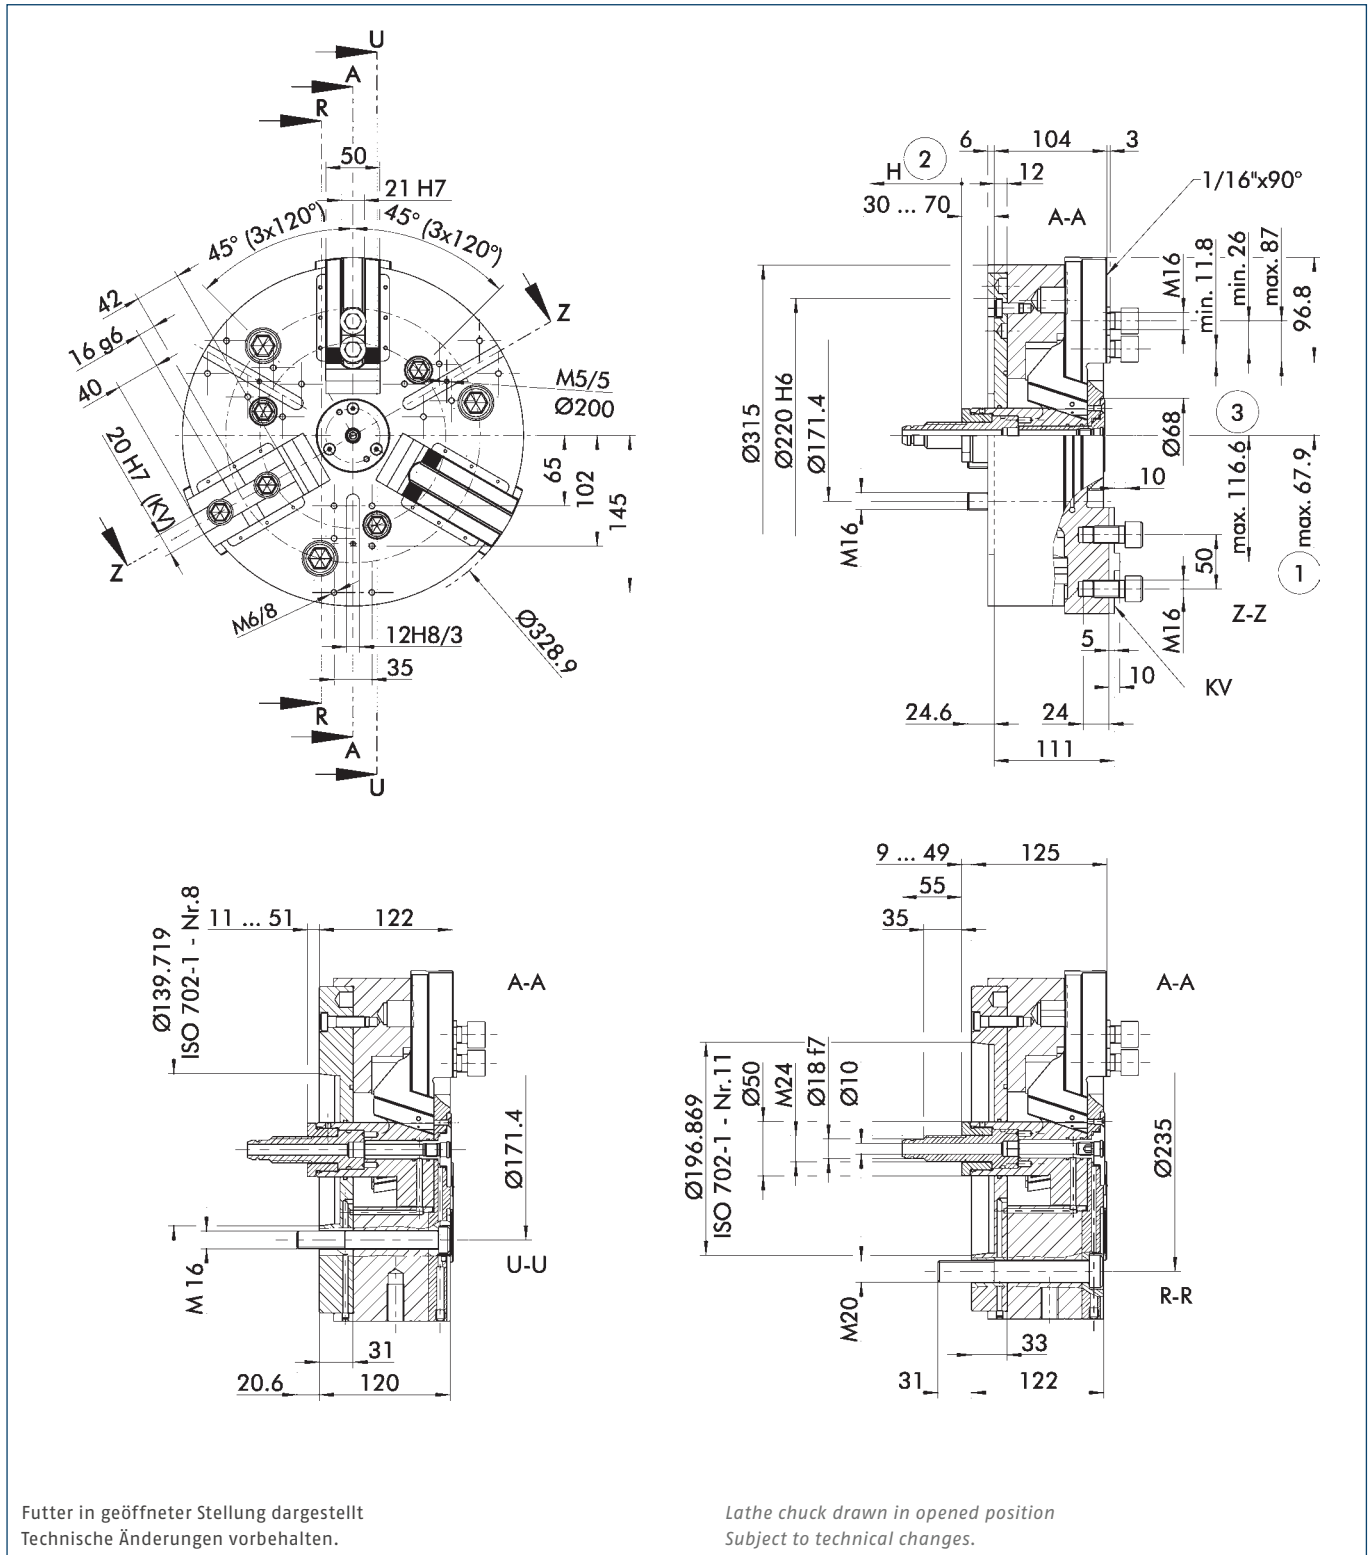 U
A
R
50
21 H7
45° (3x120°)
45° (3x120°)
42
16 g6
40
20 H7 (KV)
Z
Z
M5/5
Ø200
65
102
145
M6/8
12H8/3
35
Ø328.9
R
A
U
6
104
3
H
2
12
30 ... 70
A-A
1/16"x90°
M16
min. 11.8
min. 26
max. 87
96.8
Ø315
Ø220 H6
Ø171.4
M16
Ø68
3
10
max. 116.6
max. 67.9
50
1
M16
Z-Z
5
10
KV
24.6
24
111
Ø139.719
ISO 702-1 - Nr.8
11 ... 51
122
A-A
Ø171.4
U-U
M 16
31
20.6
120
9 ... 49
125
55
35
A-A
Ø196.869
ISO 702-1 - Nr.11
Ø50
M24
Ø18 f7
Ø10
Ø235
M20
R-R
33
31
122
Futter in geöffneter Stellung dargestellt
Technische Änderungen vorbehalten.
Lathe chuck drawn in opened position
Subject to technical changes.